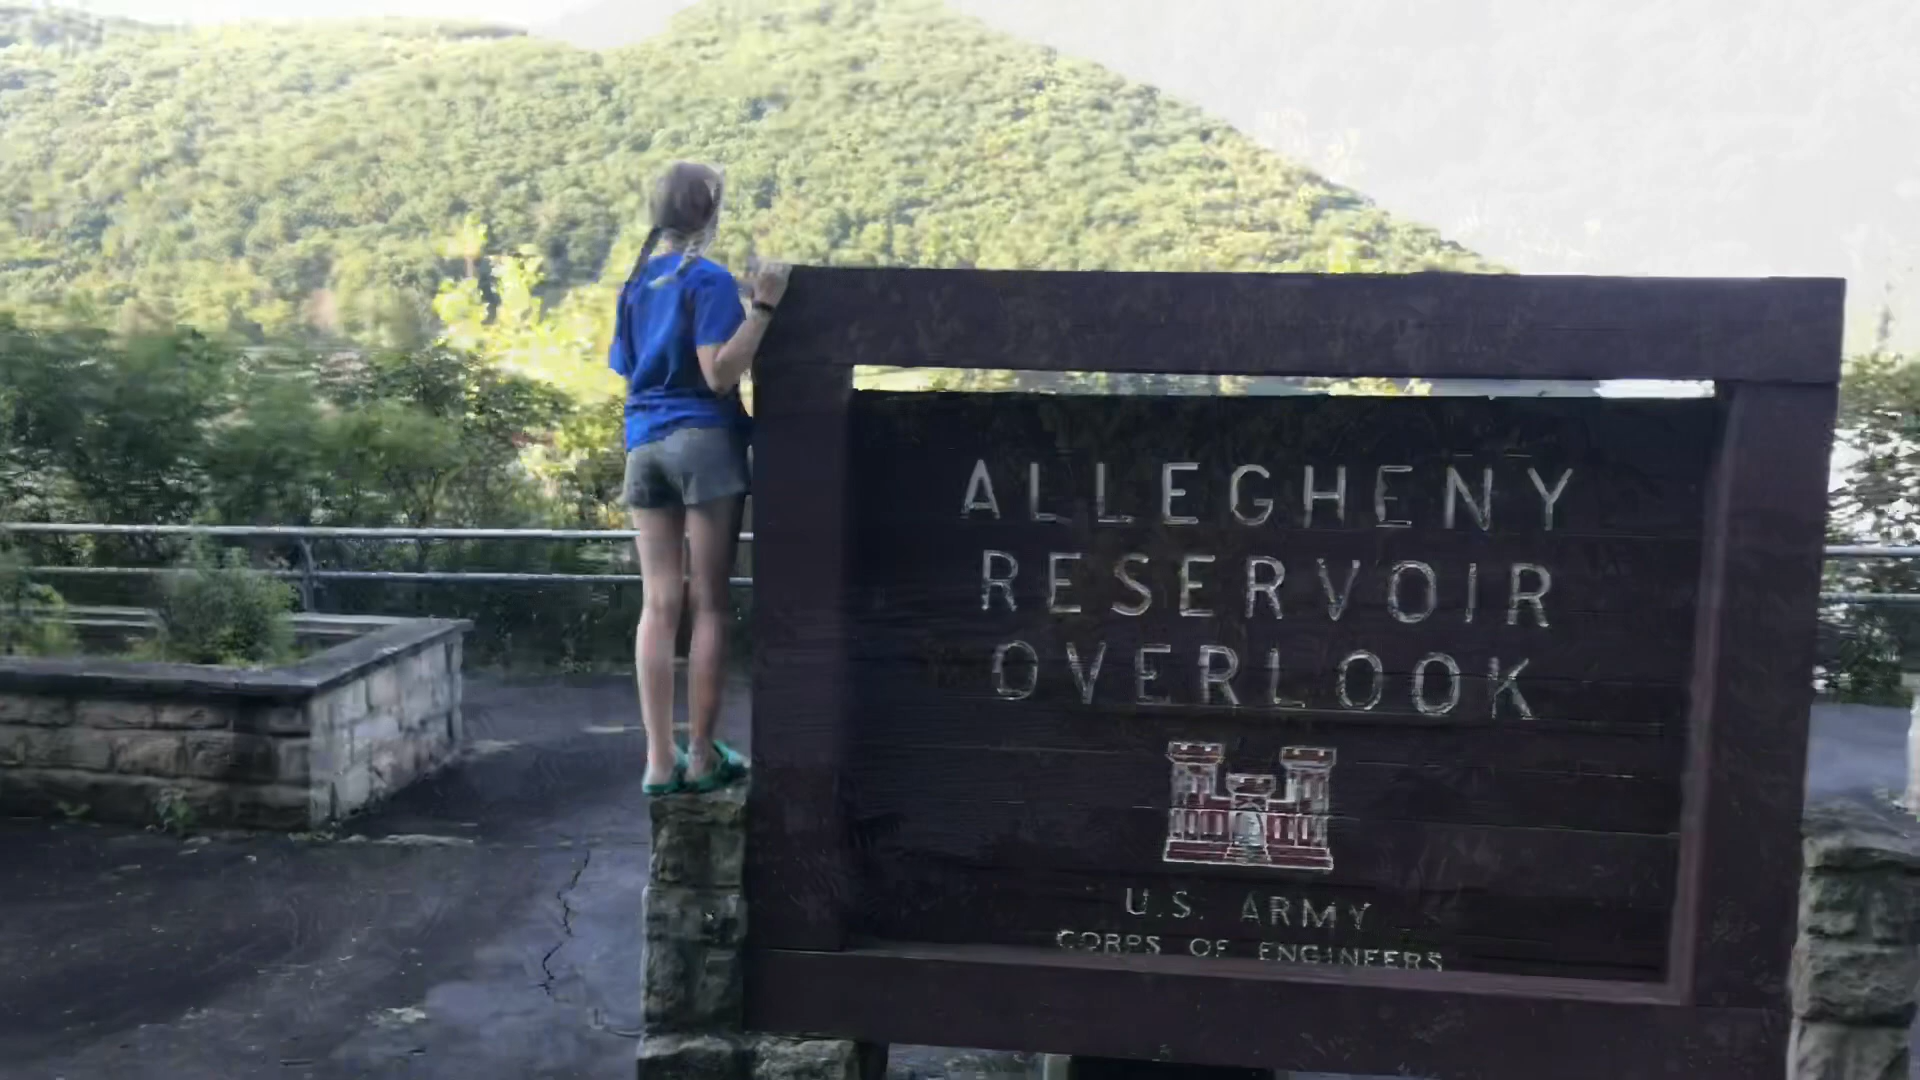 ALLEGHENY
RESERVOIR
OVERLOOK
U.S. ARMY
CORPS OF ENGINEERS